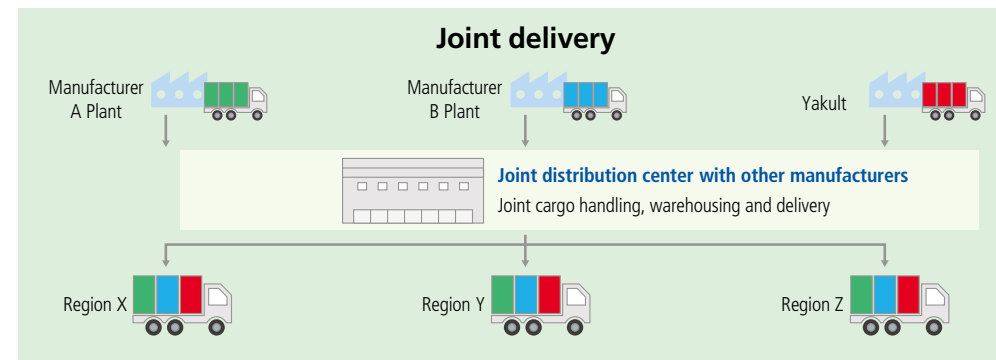 Joint delivery
Manufacturer
A Plant
Manufacturer
B Plant
Yakult
Joint distribution center with other manufacturers
Joint cargo handling, warehousing and delivery
Region X
Region Y
Region Z